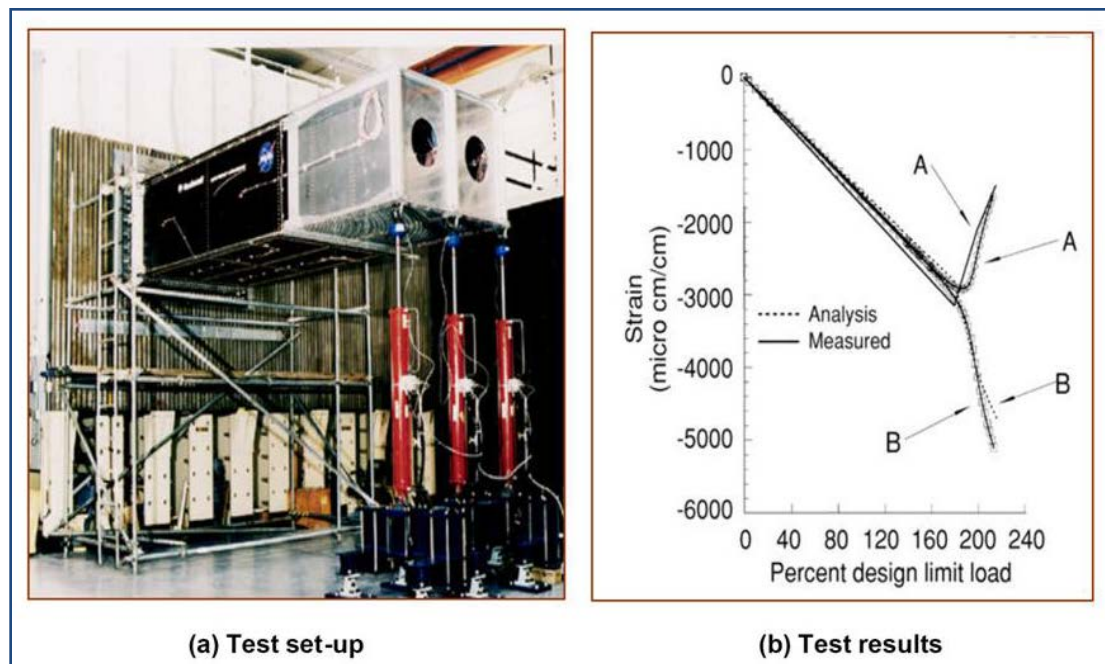 0
-1000
-2000
-3000
-4000
-5000
-6000
Strain
(micro cm/cm)
A
A
Analysis
Measured
B
B
0 40 80 120 160 200 240
Percent design limit load
(a) Test set-up
(b) Test results